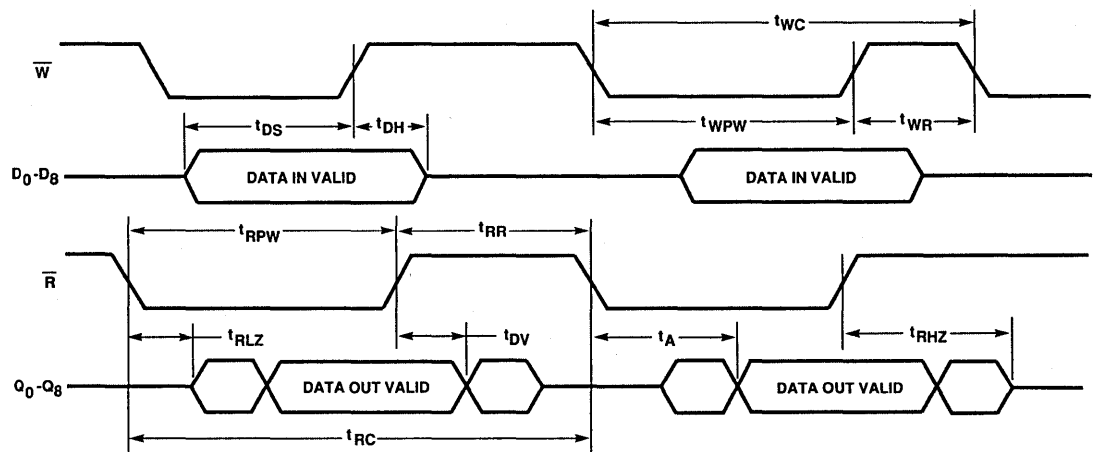 tWC
W
tDS
tDH
tWPW
tWR
D0-D8
DATA IN VALID
DATA IN VALID
tRPW
tRR
R
tRLZ
tDV
tA
tRHZ
Q0-Q8
DATA OUT VALID
DATA OUT VALID
tRC